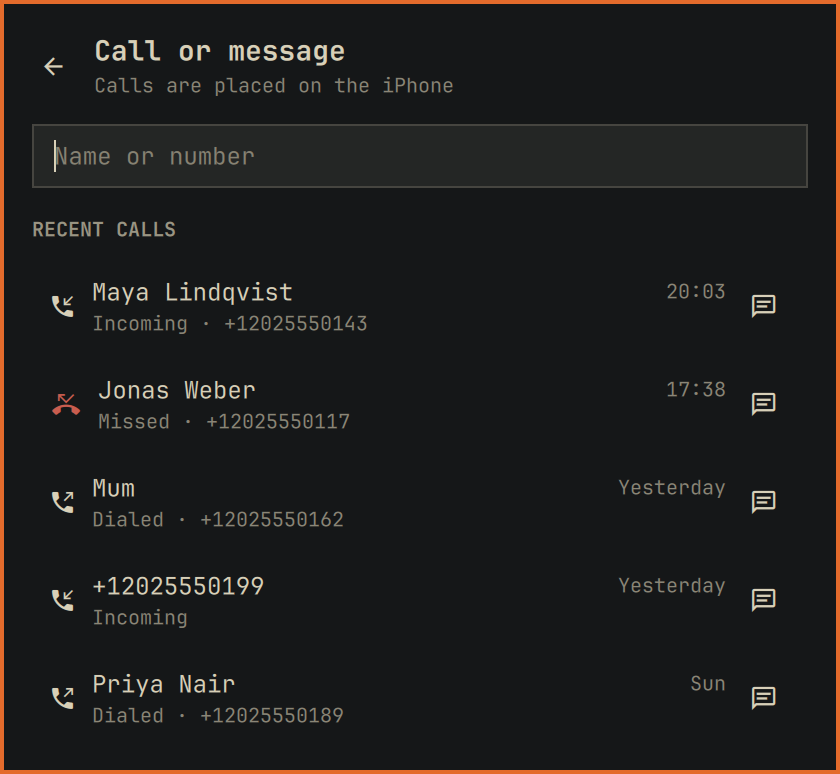 Call or message
Calls are placed on the iPhone
Name or number
RECENT CALLS
Maya Lindqvist 20:03
Incoming · +12025550143
Jonas Weber 17:38
Missed · +12025550117
Mum Yesterday
Dialed · +12025550162
+12025550199 Yesterday
Incoming
Priya Nair Sun
Dialed · +12025550189